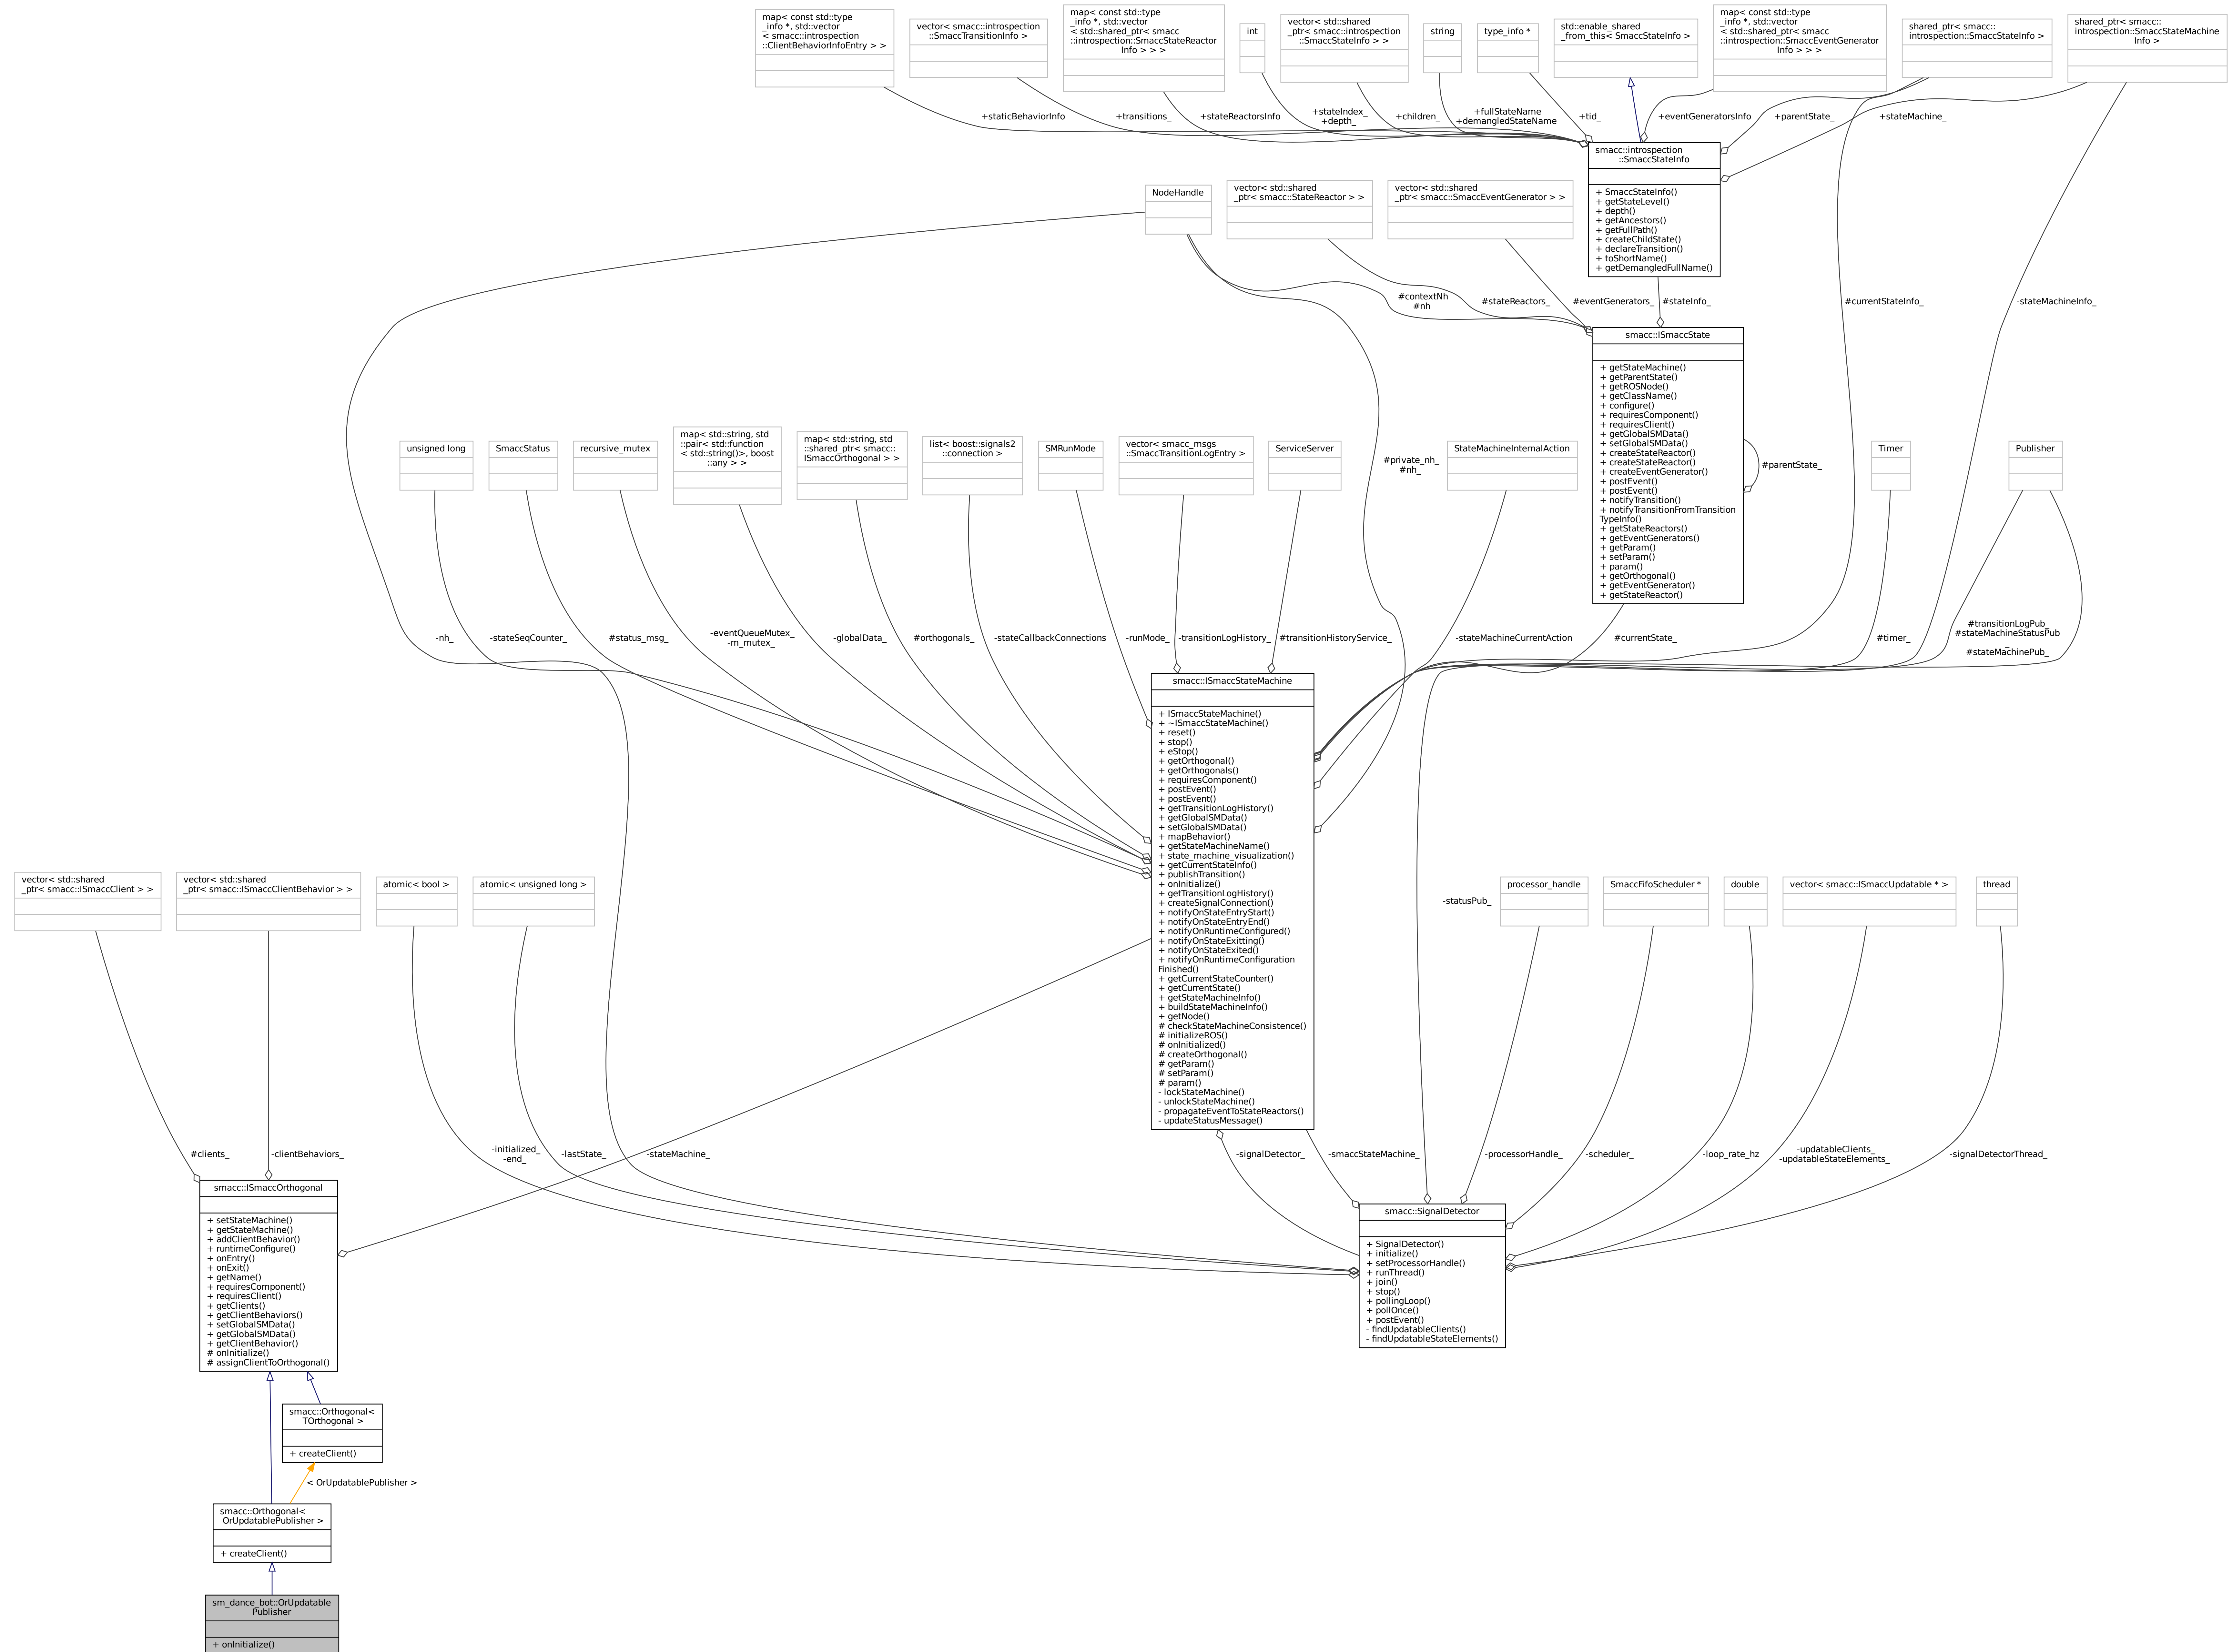 map< const std::type
_info *, std::vector
< smacc::introspection
::ClientBehaviorInfoEntry > >
vector< smacc::introspection
::SmaccTransitionInfo >
map< const std::type
_info *, std::vector
< std::shared_ptr< smacc
::introspection::SmaccStateReactor
Info > > >
int
vector< std::shared
_ptr< smacc::introspection
::SmaccStateInfo > >
string
type_info *
std::enable_shared
_from_this< SmaccStateInfo >
map< const std::type
_info *, std::vector
< std::shared_ptr< smacc
::introspection::SmaccEventGenerator
Info > > >
shared_ptr< smacc::
introspection::SmaccStateInfo >
shared_ptr< smacc::
introspection::SmaccStateMachine
Info >
+staticBehaviorInfo
+transitions_
+stateReactorsInfo
+stateIndex_
+depth_
+children_
+fullStateName
+demangledStateName
+tid_
+eventGeneratorsInfo
+parentState_
+stateMachine_
smacc::introspection
::SmaccStateInfo
+ SmaccStateInfo()
+ getStateLevel()
+ depth()
+ getAncestors()
+ getFullPath()
+ createChildState()
+ declareTransition()
+ toShortName()
+ getDemangledFullName()
NodeHandle
vector< std::shared
_ptr< smacc::StateReactor > >
vector< std::shared
_ptr< smacc::SmaccEventGenerator > >
#contextNh
#nh
#stateReactors_
#eventGenerators_
#stateInfo_
#currentStateInfo_
-stateMachineInfo_
smacc::ISmaccState
+ getStateMachine()
+ getParentState()
+ getROSNode()
+ getClassName()
+ configure()
+ requiresComponent()
+ requiresClient()
+ getGlobalSMData()
+ setGlobalSMData()
+ createStateReactor()
+ createStateReactor()
+ createEventGenerator()
+ postEvent()
+ postEvent()
+ notifyTransition()
+ notifyTransitionFromTransition
TypeInfo()
+ getStateReactors()
+ getEventGenerators()
+ getParam()
+ setParam()
+ param()
+ getOrthogonal()
+ getEventGenerator()
+ getStateReactor()
#parentState_
unsigned long
SmaccStatus
recursive_mutex
map< std::string, std
::pair< std::function
< std::string()>, boost
::any > >
map< std::string, std
::shared_ptr< smacc::
ISmaccOrthogonal > >
list< boost::signals2
::connection >
SMRunMode
vector< smacc_msgs
::SmaccTransitionLogEntry >
ServiceServer
#private_nh_
#nh_
StateMachineInternalAction
Timer
Publisher
-nh_
-stateSeqCounter_
#status_msg_
-eventQueueMutex_
-m_mutex_
-globalData_
#orthogonals_
-stateCallbackConnections
-runMode_
-transitionLogHistory_
#transitionHistoryService_
-stateMachineCurrentAction
#currentState_
#timer_
#transitionLogPub_
#stateMachineStatusPub
_
#stateMachinePub_
smacc::ISmaccStateMachine
+ ISmaccStateMachine()
+ ~ISmaccStateMachine()
+ reset()
+ stop()
+ eStop()
+ getOrthogonal()
+ getOrthogonals()
+ requiresComponent()
+ postEvent()
+ postEvent()
+ getTransitionLogHistory()
+ getGlobalSMData()
+ setGlobalSMData()
+ mapBehavior()
+ getStateMachineName()
+ state_machine_visualization()
+ getCurrentStateInfo()
+ publishTransition()
+ onInitialize()
+ getTransitionLogHistory()
+ createSignalConnection()
+ notifyOnStateEntryStart()
+ notifyOnStateEntryEnd()
+ notifyOnRuntimeConfigured()
+ notifyOnStateExitting()
+ notifyOnStateExited()
+ notifyOnRuntimeConfiguration
Finished()
+ getCurrentStateCounter()
+ getCurrentState()
+ getStateMachineInfo()
+ buildStateMachineInfo()
+ getNode()
# checkStateMachineConsistence()
# initializeROS()
# onInitialized()
# createOrthogonal()
# getParam()
# setParam()
# param()
- lockStateMachine()
- unlockStateMachine()
- propagateEventToStateReactors()
- updateStatusMessage()
vector< std::shared
_ptr< smacc::ISmaccClient > >
vector< std::shared
_ptr< smacc::ISmaccClientBehavior > >
atomic< bool >
atomic< unsigned long >
-statusPub_
processor_handle
SmaccFifoScheduler *
double
vector< smacc::ISmaccUpdatable * >
thread
#clients_
-clientBehaviors_
-initialized_
-end_
-lastState_
-stateMachine_
-signalDetector_
-smaccStateMachine_
-processorHandle_
-scheduler_
-loop_rate_hz
-updatableClients_
-updatableStateElements_
-signalDetectorThread_
smacc::ISmaccOrthogonal
+ setStateMachine()
+ getStateMachine()
+ addClientBehavior()
+ runtimeConfigure()
+ onEntry()
+ onExit()
+ getName()
+ requiresComponent()
+ requiresClient()
+ getClients()
+ getClientBehaviors()
+ setGlobalSMData()
+ getGlobalSMData()
+ getClientBehavior()
# onInitialize()
# assignClientToOrthogonal()
smacc::SignalDetector
+ SignalDetector()
+ initialize()
+ setProcessorHandle()
+ runThread()
+ join()
+ stop()
+ pollingLoop()
+ pollOnce()
+ postEvent()
- findUpdatableClients()
- findUpdatableStateElements()
smacc::Orthogonal<
TOrthogonal >
+ createClient()
< OrUpdatablePublisher >
smacc::Orthogonal<
OrUpdatablePublisher >
+ createClient()
sm_dance_bot::OrUpdatable
Publisher
+ onInitialize()